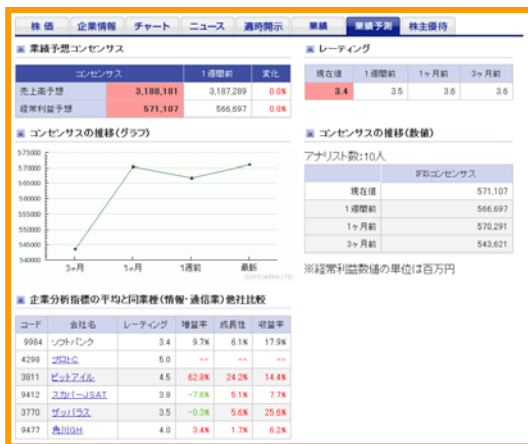 株価 企業情報 チャート ニュース 適時開示 業績 業績予測 株主優待
業績予想コンセンサス
コンセンサス 1週間前 変化
売上高予想 3,188,181 3,187,289 0.0%
経常利益予想 571,107 566,697 0.8%
レーティング
現在値 1週間前 1ヶ月前 3ヶ月前
3.4 3.5 3.6 3.6
コンセンサスの推移(グラフ)
575000
570000
565000
560000
555000
550000
545000
540000
3ヶ月 1ヶ月 1週前 最新
コンセンサスの推移(数値)
アナリスト数:10人
IFISコンセンサス
現在値 571,107
1週間前 566,697
1ヶ月前 570,291
3ヶ月前 543,621
※経常利益数値の単位は百万円
企業分析指標の平均と同業種(情報・通信業)他社比較
コード 会社名 レーティング 増益率 成長性 収益率
9984 ソフトバンク 3.4 9.7% 6.1% 17.9%
4298 プロトC 5.0 -- -- --
3811 ビットアイル 4.5 62.8% 24.2% 14.4%
9412 スカパーJSAT 3.8 -7.6% 5.1% 7.7%
3770 ザッパラス 3.5 -0.3% 5.6% 25.6%
9477 角川GH 4.0 3.4% 1.7% 6.2%